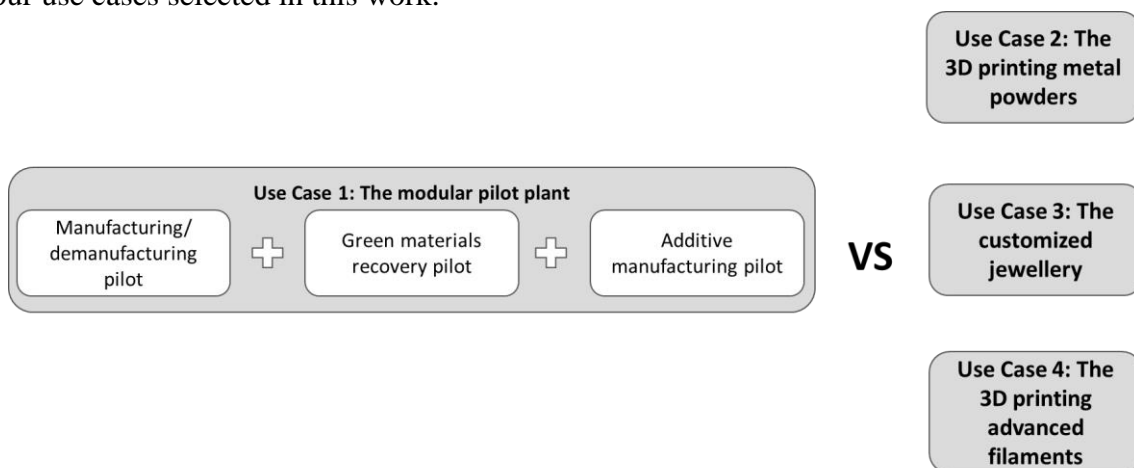 our use cases selected in this work.
Use Case 1: The modular pilot plant
Manufacturing/
demanufacturing
pilot
Green materials
recovery pilot
Additive
manufacturing pilot
VS
Use Case 2: The
3D printing metal
powders
Use Case 3: The
customized
jewellery
Use Case 4: The
3D printing
advanced
filaments